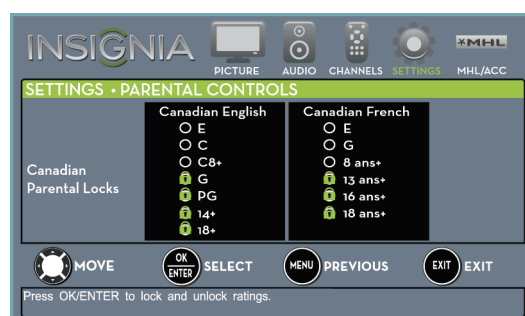 INSIGNIA
PICTURE AUDIO CHANNELS SETTINGS MHL MHL/ACC
SETTINGS • PARENTAL CONTROLS
Canadian Parental Locks
Canadian English
E
C
C8+
G
PG
14+
18+
Canadian French
E
G
8 ans+
13 ans+
16 ans+
18 ans+
MOVE OK ENTER SELECT MENU PREVIOUS EXIT EXIT
Press OK/ENTER to lock and unlock ratings.